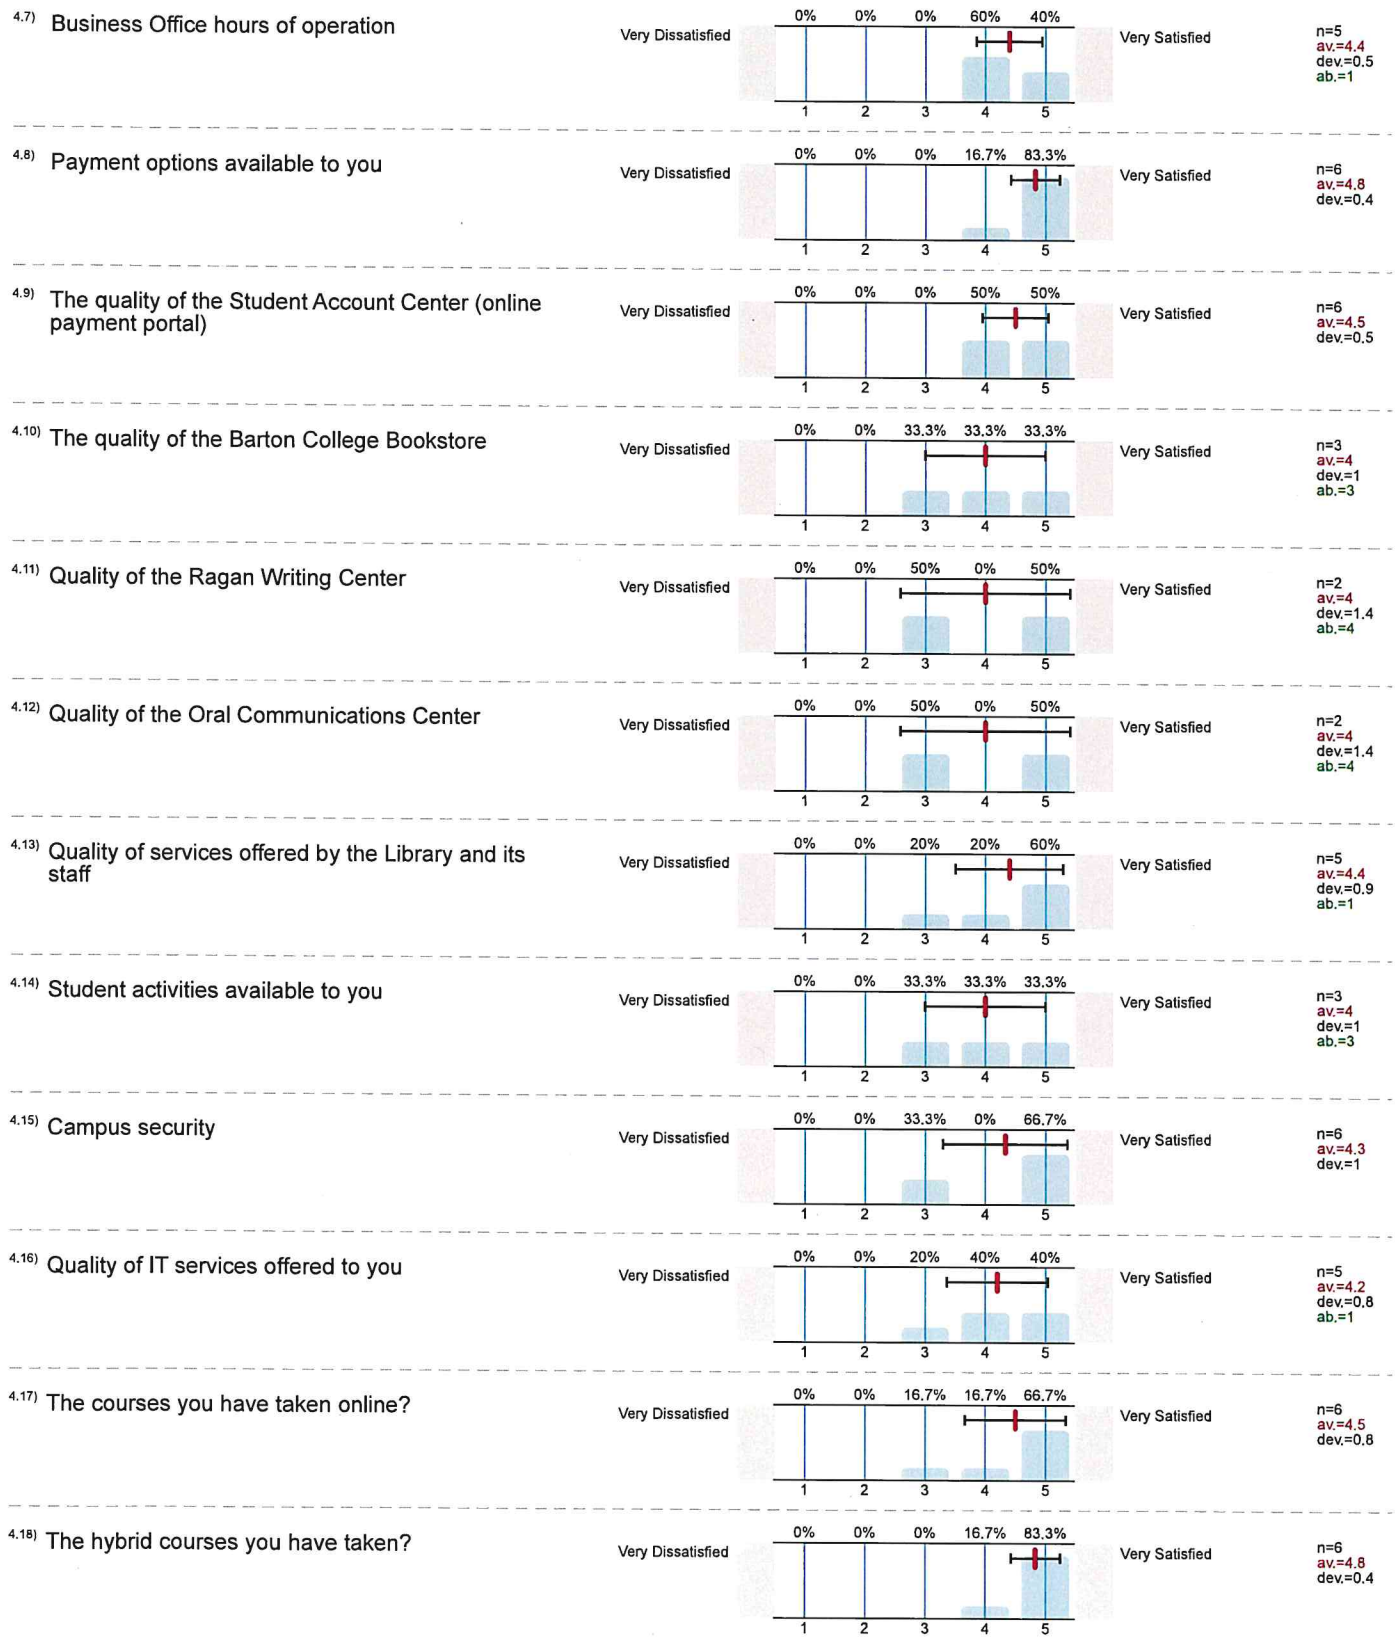 4.7) Business Office hours of operation
Very Dissatisfied
0% 0% 0% 60% 40%
1 2 3 4 5
Very Satisfied
n=5
av.=4.4
dev.=0.5
ab.=1
4.8) Payment options available to you
Very Dissatisfied
0% 0% 0% 16.7% 83.3%
1 2 3 4 5
Very Satisfied
n=6
av.=4.8
dev.=0.4
4.9) The quality of the Student Account Center (online
payment portal)
Very Dissatisfied
0% 0% 0% 50% 50%
1 2 3 4 5
Very Satisfied
n=6
av.=4.5
dev.=0.5
4.10) The quality of the Barton College Bookstore
Very Dissatisfied
0% 0% 33.3% 33.3% 33.3%
1 2 3 4 5
Very Satisfied
n=3
av.=4
dev.=1
ab.=3
4.11) Quality of the Ragan Writing Center
Very Dissatisfied
0% 0% 50% 0% 50%
1 2 3 4 5
Very Satisfied
n=2
av.=4
dev.=1.4
ab.=4
4.12) Quality of the Oral Communications Center
Very Dissatisfied
0% 0% 50% 0% 50%
1 2 3 4 5
Very Satisfied
n=2
av.=4
dev.=1.4
ab.=4
4.13) Quality of services offered by the Library and its
staff
Very Dissatisfied
0% 0% 20% 20% 60%
1 2 3 4 5
Very Satisfied
n=5
av.=4.4
dev.=0.9
ab.=1
4.14) Student activities available to you
Very Dissatisfied
0% 0% 33.3% 33.3% 33.3%
1 2 3 4 5
Very Satisfied
n=3
av.=4
dev.=1
ab.=3
4.15) Campus security
Very Dissatisfied
0% 0% 33.3% 0% 66.7%
1 2 3 4 5
Very Satisfied
n=6
av.=4.3
dev.=1
4.16) Quality of IT services offered to you
Very Dissatisfied
0% 0% 20% 40% 40%
1 2 3 4 5
Very Satisfied
n=5
av.=4.2
dev.=0.8
ab.=1
4.17) The courses you have taken online?
Very Dissatisfied
0% 0% 16.7% 16.7% 66.7%
1 2 3 4 5
Very Satisfied
n=6
av.=4.5
dev.=0.8
4.18) The hybrid courses you have taken?
Very Dissatisfied
0% 0% 0% 16.7% 83.3%
1 2 3 4 5
Very Satisfied
n=6
av.=4.8
dev.=0.4